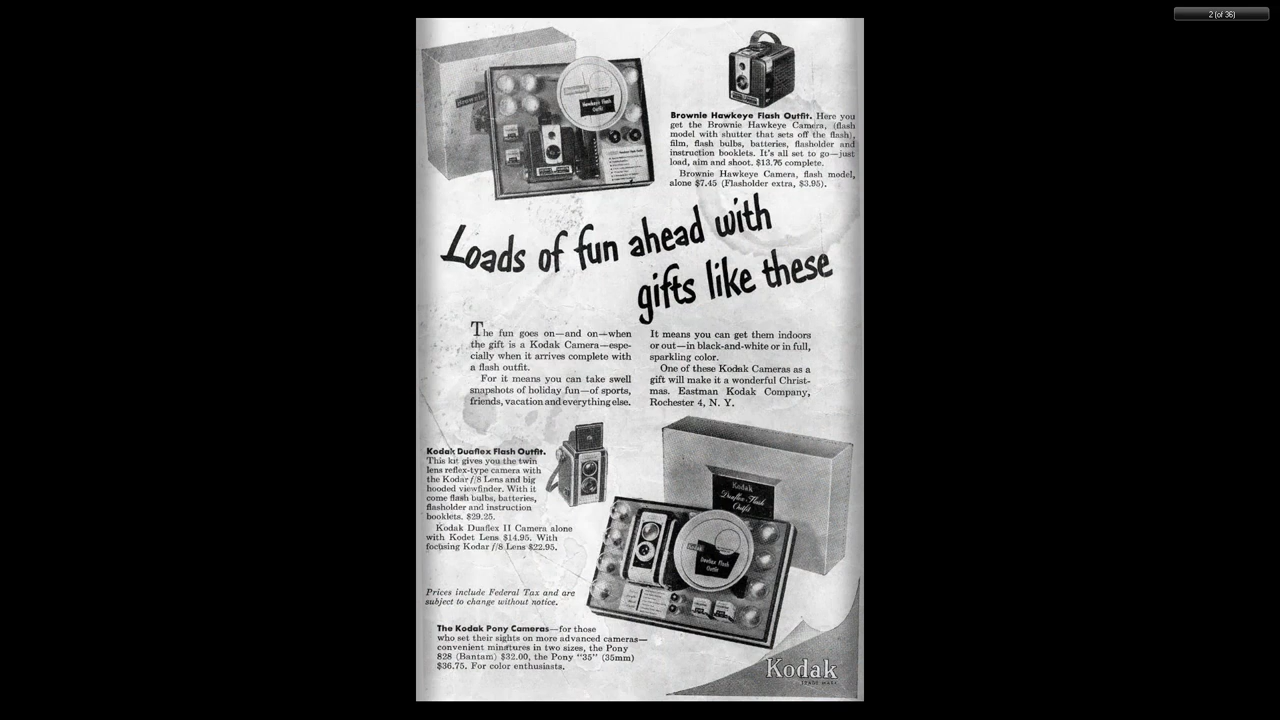 2 (of 36)
Brownie
Hawkeye Flash
Outfit
Brownie Hawkeye Flash Outfit. Here you
get the Brownie Hawkeye Camera, (flash
model with shutter that sets off the flash),
film, flash bulbs, batteries, flasholder and
instruction booklets. It's all set to go—just
load, aim and shoot. $13.75 complete.
Brownie Hawkeye Camera, flash model,
alone $7.45 (Flasholder extra, $3.95).
Loads of fun ahead with
gifts like these
The fun goes on—and on—when
the gift is a Kodak Camera—espe-
cially when it arrives complete with
a flash outfit.
For it means you can take swell
snapshots of holiday fun—of sports,
friends, vacation and everything else.
It means you can get them indoors
or out—in black-and-white or in full,
sparkling color.
One of these Kodak Cameras as a
gift will make it a wonderful Christ-
mas. Eastman Kodak Company,
Rochester 4, N. Y.
Kodak Duaflex Flash Outfit.
This kit gives you the twin
lens reflex-type camera with
the Kodar f/8 Lens and big
hooded viewfinder. With it
come flash bulbs, batteries,
flasholder and instruction
booklets. $29.25.
Kodak Duaflex II Camera alone
with Kodet Lens $14.95. With
focusing Kodar f/8 Lens $22.95.
Kodak
Duaflex Flash
Outfit
Duaflex Flash
Outfit
Prices include Federal Tax and are
subject to change without notice.
The Kodak Pony Cameras—for those
who set their sights on more advanced cameras—
convenient miniatures in two sizes, the Pony
828 (Bantam) $32.00, the Pony "35" (35mm)
$36.75. For color enthusiasts.
Kodak
TRADE MARK